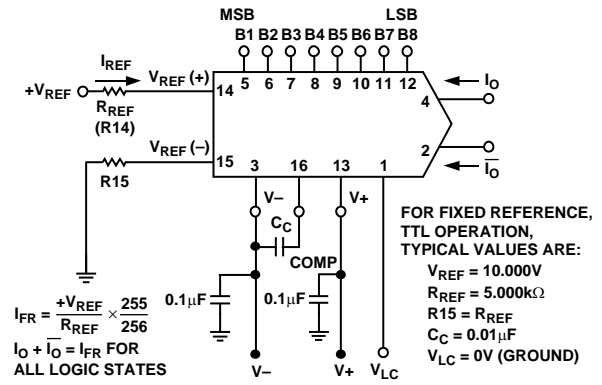 MSB LSB
B1 B2 B3 B4 B5 B6 B7 B8
5 6 7 8 9 10 11 12
I_REF
+V_REF
R_REF
(R14)
V_REF (+)
14
V_REF (–)
15
R15
3 16 13 1
4
I_O
2
I̅_O̅
V– V+
C_C
COMP
0.1μF 0.1μF
V– V+ V_LC
I_FR = +V_REF / R_REF × 255 / 256
I_O + I̅_O̅ = I_FR FOR
ALL LOGIC STATES
FOR FIXED REFERENCE,
TTL OPERATION,
TYPICAL VALUES ARE:
V_REF = 10.000V
R_REF = 5.000kΩ
R15 = R_REF
C_C = 0.01μF
V_LC = 0V (GROUND)